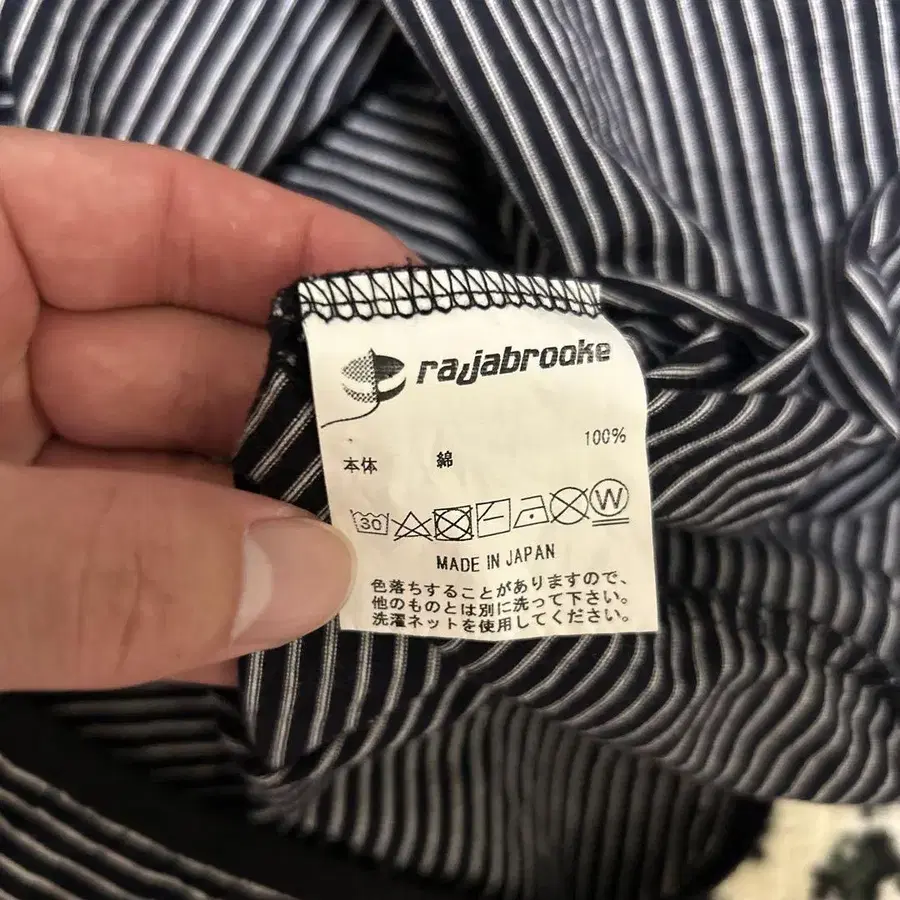 rajabrooke
100%
本体 綿
30 W
MADE IN JAPAN
色落ちすることがありますので、
他のものとは別に洗って下さい。
洗濯ネットを使用してください。